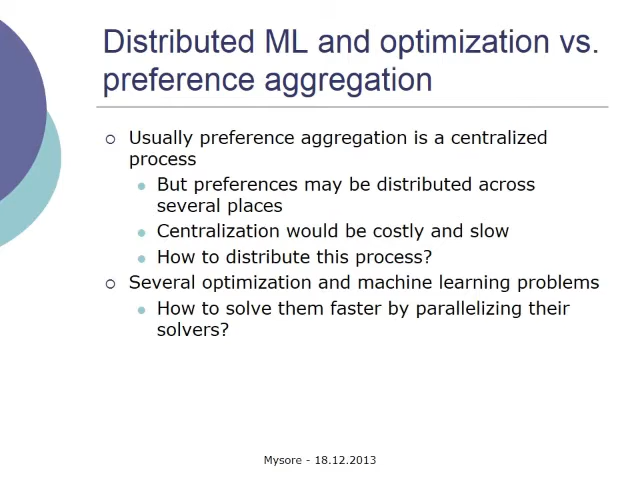 Distributed ML and optimization vs.
preference aggregation
Usually preference aggregation is a centralized
process
But preferences may be distributed across
several places
Centralization would be costly and slow
How to distribute this process?
Several optimization and machine learning problems
How to solve them faster by parallelizing their
solvers?
Mysore - 18.12.2013